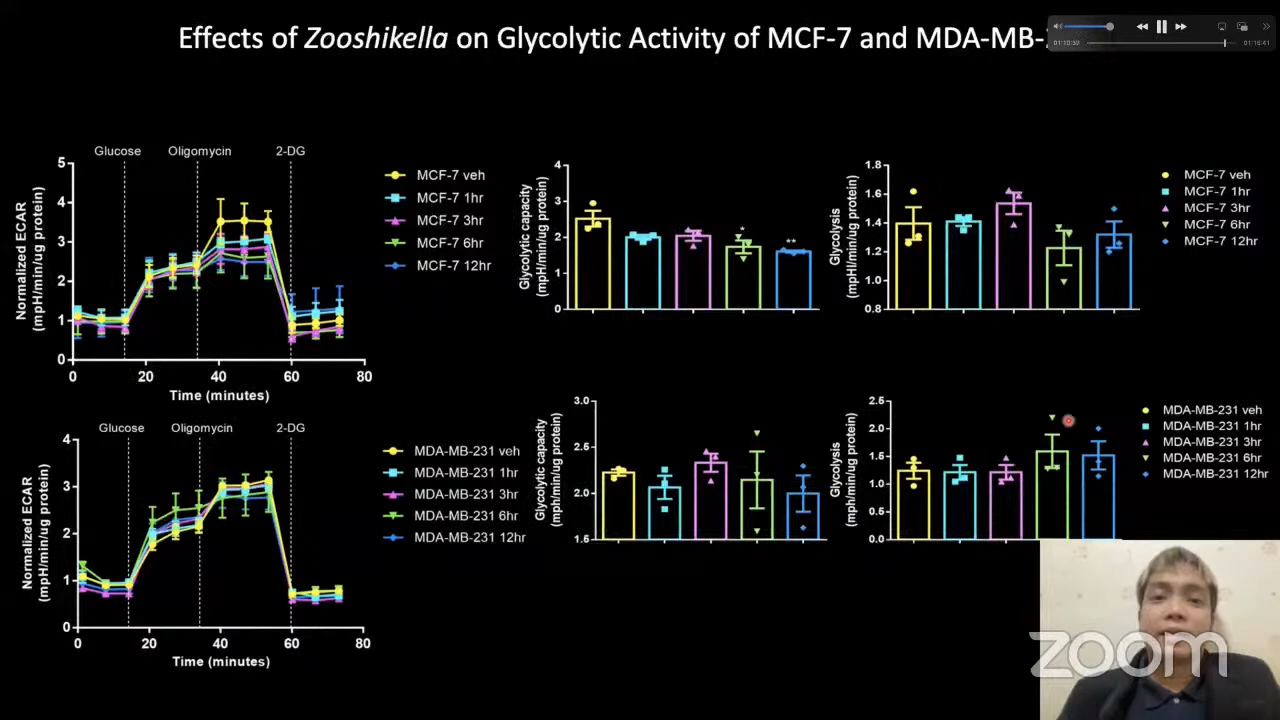 Effects of Zooshikella on Glycolytic Activity of MCF-7 and MDA-MB-
Glucose Oligomycin 2-DG
Normalized ECAR
(mpH/min/ug protein)
5
4
3
2
1
0
0 20 40 60 80
Time (minutes)
MCF-7 veh
MCF-7 1hr
MCF-7 3hr
MCF-7 6hr
MCF-7 12hr
Glycolytic capacity
(mpH/min/ug protein)
4
3
2
1
0
*
**
Glycolysis
(mpH/min/ug protein)
1.8
1.6
1.4
1.2
1.0
0.8
MCF-7 veh
MCF-7 1hr
MCF-7 3hr
MCF-7 6hr
MCF-7 12hr
Glucose Oligomycin 2-DG
Normalized ECAR
(mpH/min/ug protein)
4
3
2
1
0
0 20 40 60 80
Time (minutes)
MDA-MB-231 veh
MDA-MB-231 1hr
MDA-MB-231 3hr
MDA-MB-231 6hr
MDA-MB-231 12hr
Glycolytic capacity
(mph/min/ug protein)
3.0
2.5
2.0
1.5
Glycolysis
(mph/min/ug protein)
2.5
2.0
1.5
1.0
0.5
0.0
MDA-MB-231 veh
MDA-MB-231 1hr
MDA-MB-231 3hr
MDA-MB-231 6hr
MDA-MB-231 12hr
zoom